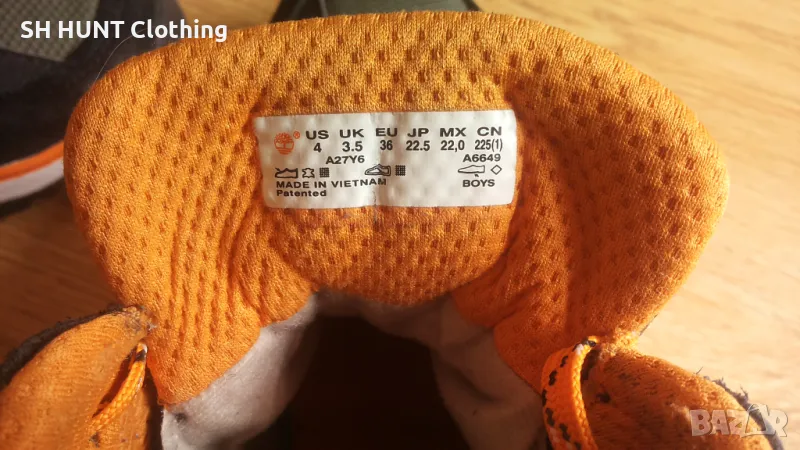 SH HUNT Clothing
US UK EU JP MX CN
4 3.5 36 22.5 22,0 225(1)
A27Y6 A6649
MADE IN VIETNAM BOYS
Patented
BAZAR